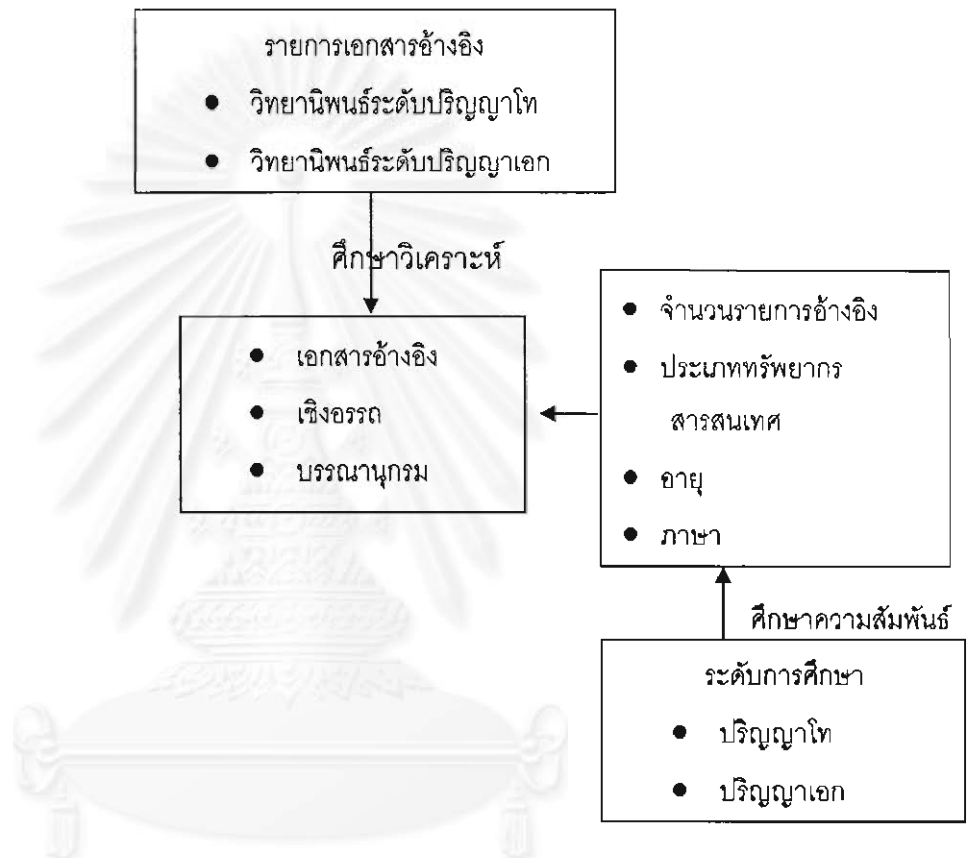 รายการเอกสารอ้างอิง
● วิทยานิพนธ์ระดับปริญญาโท
● วิทยานิพนธ์ระดับปริญญาเอก
ศึกษาวิเคราะห์
● เอกสารอ้างอิง
● เชิงอรรถ
● บรรณานุกรม
● จำนวนรายการอ้างอิง
● ประเภททรัพยากร
สารสนเทศ
● อายุ
● ภาษา
ศึกษาความสัมพันธ์
ระดับการศึกษา
● ปริญญาโท
● ปริญญาเอก